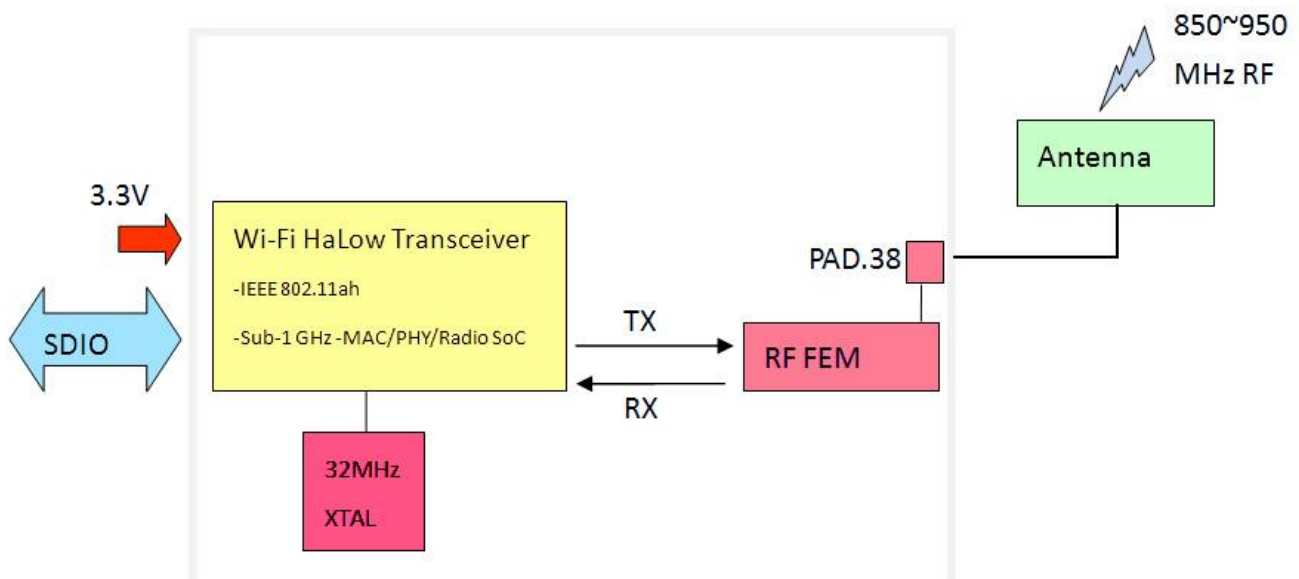 850~950
MHz RF
Antenna
3.3V
Wi-Fi HaLow Transceiver
-IEEE 802.11ah
-Sub-1 GHz -MAC/PHY/Radio SoC
PAD.38
SDIO
TX
RX
RF FEM
32MHz
XTAL